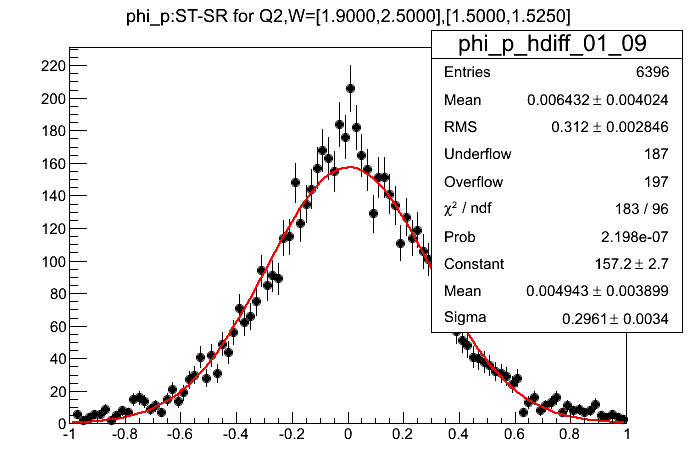 phi_p:ST-SR for Q2,W=[1.9000,2.5000],[1.5000,1.5250]
phi_p_hdiff_01_09
Entries 6396
Mean 0.006432 ± 0.004024
RMS 0.312 ± 0.002846
Underflow 187
Overflow 197
χ² / ndf 183 / 96
Prob 2.198e-07
Constant 157.2 ± 2.7
Mean 0.004943 ± 0.003899
Sigma 0.2961 ± 0.0034
220
200
180
160
140
120
100
80
60
40
20
0
-1 -0.8 -0.6 -0.4 -0.2 0 0.2 0.4 0.6 0.8 1